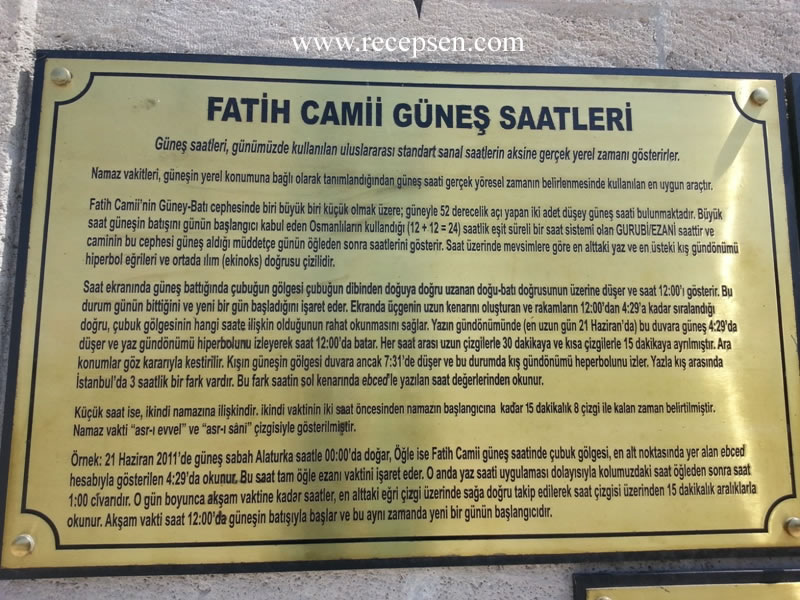 www.recepsen.com
FATİH CAMİİ GÜNEŞ SAATLERİ
Güneş saatleri, günümüzde kullanılan uluslararası standart sanal saatlerin aksine gerçek yerel zamanı gösterirler.
Namaz vakitleri, güneşin yerel konumuna bağlı olarak tanımlandığından güneş saati gerçek yöresel zamanın belirlenmesinde kullanılan en uygun araçtır.
Fatih Camii'nin Güney-Batı cephesinde biri büyük biri küçük olmak üzere; güneyle 52 derecelik açı yapan iki adet düşey güneş saati bulunmaktadır. Büyük
saat güneşin batışını günün başlangıcı kabul eden Osmanlıların kullandığı (12 + 12 = 24) saatlik eşit süreli bir saat sistemi olan GURUBİ/EZANİ saattir ve
caminin bu cephesi güneş aldığı müddetçe günün öğleden sonra saatlerini gösterir. Saat üzerinde mevsimlere göre en alttaki yaz ve en üsteki kış gündönümü
hiperbol eğrileri ve ortada ılım (ekinoks) doğrusu çizilidir.
Saat ekranında güneş battığında çubuğun gölgesi çubuğun dibinden doğuya doğru uzanan doğu-batı doğrusunun üzerine düşer ve saat 12:00'ı gösterir. Bu
durum günün bittiğini ve yeni bir gün başladığını işaret eder. Ekranda üçgenin uzun kenarını oluşturan ve rakamların 12:00'dan 4:29'a kadar sıralandığı
doğru, çubuk gölgesinin hangi saate ilişkin olduğunun rahat okunmasını sağlar. Yazın gündönümünde (en uzun gün 21 Haziran'da) bu duvara güneş 4:29'da
düşer ve yaz gündönümü hiperbolunu izleyerek saat 12:00'da batar. Her saat arası uzun çizgilerle 30 dakikaya ve kısa çizgilerle 15 dakikaya ayrılmıştır. Ara
konumlar göz kararıyla kestirilir. Kışın güneşin gölgesi duvara ancak 7:31'de düşer ve bu durumda kış gündönümü heperbolunu izler. Yazla kış arasında
İstanbul'da 3 saatlik bir fark vardır. Bu fark saatin sol kenarında ebced'le yazılan saat değerlerinden okunur.
Küçük saat ise, ikindi namazına ilişkindir. ikindi vaktinin iki saat öncesinden namazın başlangıcına kadar 15 dakikalık 8 çizgi ile kalan zaman belirtilmiştir.
Namaz vakti "asr-ı evvel" ve "asr-ı sâni" çizgisiyle gösterilmiştir.
Örnek: 21 Haziran 2011'de güneş sabah Alaturka saatle 00:00'da doğar, Öğle ise Fatih Camii güneş saatinde çubuk gölgesi, en alt noktasında yer alan ebced
hesabıyla gösterilen 4:29'da okunur. Bu saat tam öğle ezanı vaktini işaret eder. O anda yaz saati uygulaması dolayısıyla kolumuzdaki saat öğleden sonra saat
1:00 cîvarıdır. O gün boyunca akşam vaktine kadar saatler, en alttaki eğri çizgi üzerinde sağa doğru takip edilerek saat çizgisi üzerinden 15 dakikalık aralıklarla
okunur. Akşam vakti saat 12:00'de güneşin batışıyla başlar ve bu aynı zamanda yeni bir günün başlangıcıdır.